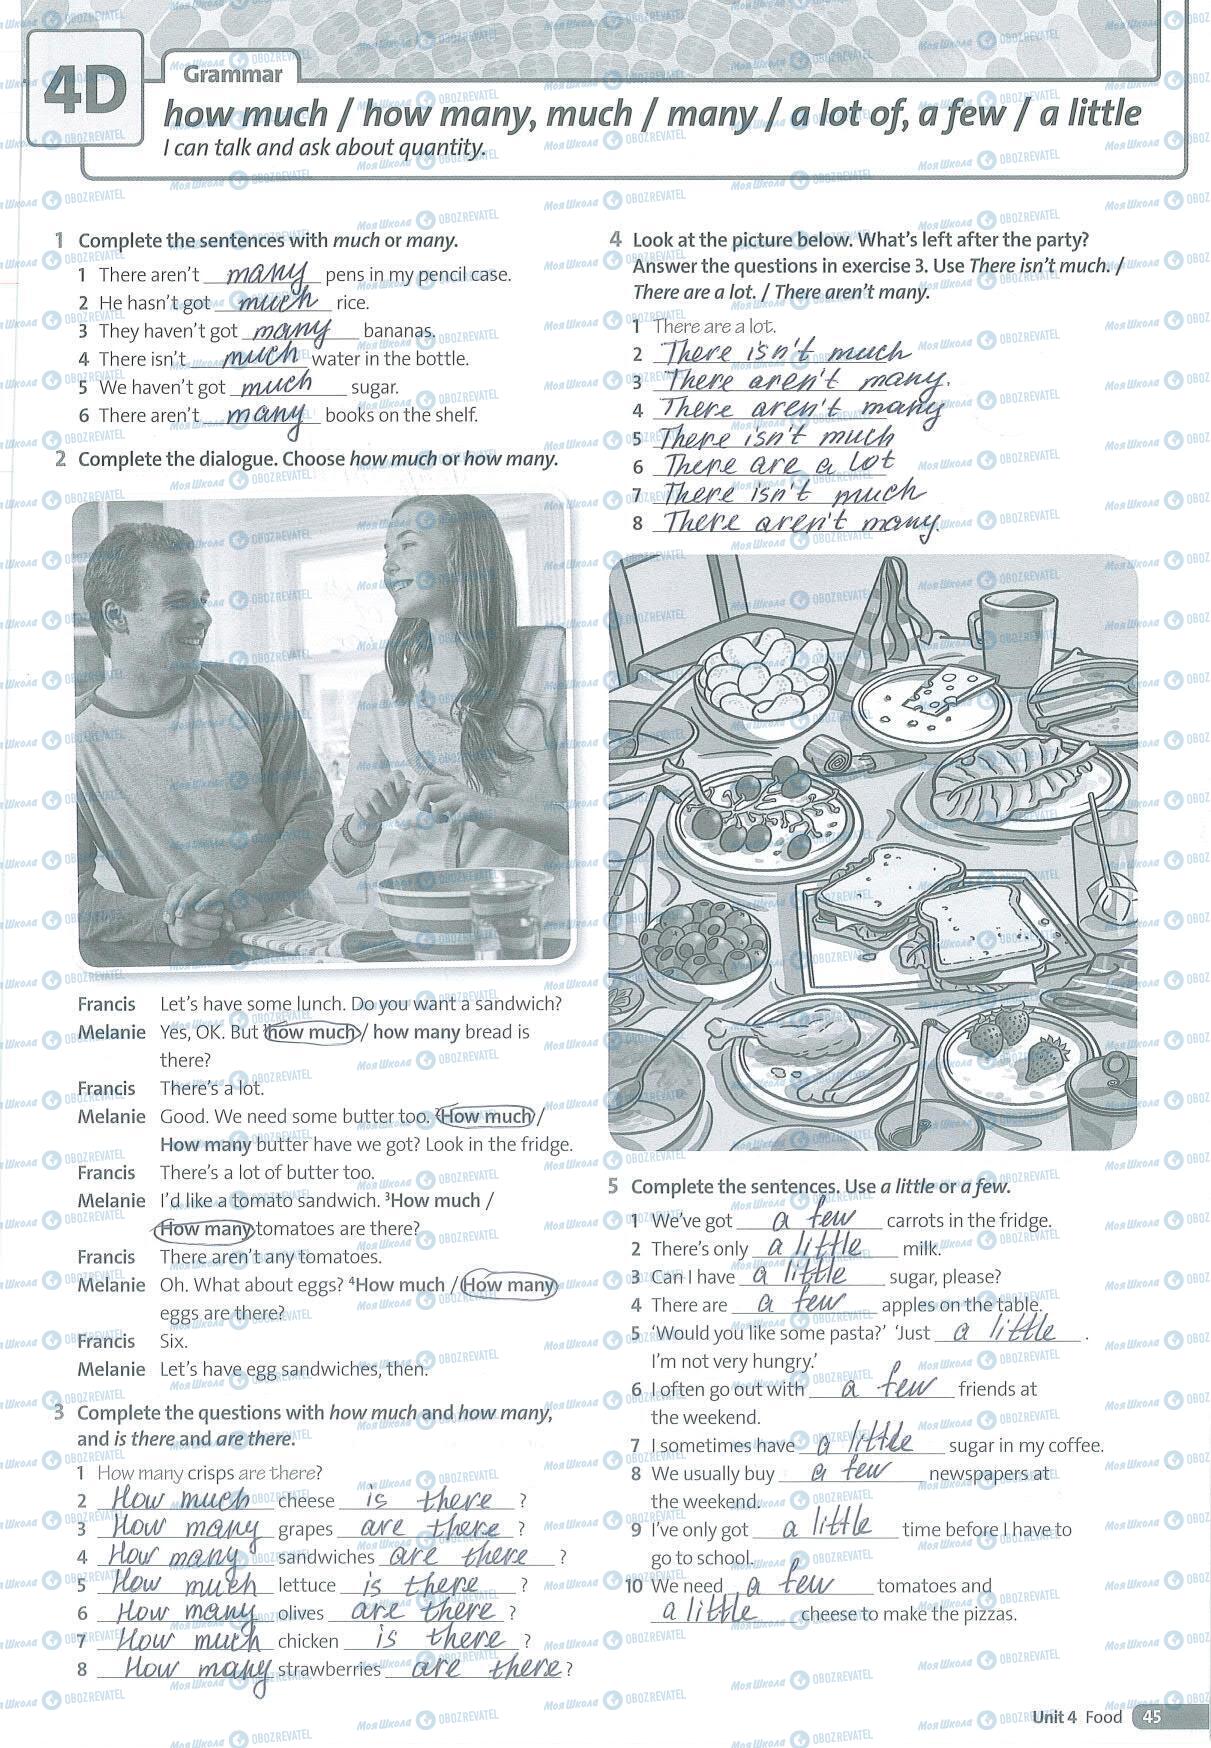 4D
Grammar
how much / how many, much / many / a lot of, a few / a little
I can talk and ask about quantity.
1 Complete the sentences with much or many.
1 There aren't many pens in my pencil case.
2 He hasn't got much rice.
3 They haven't got many bananas.
4 There isn't much water in the bottle.
5 We haven't got much sugar.
6 There aren't many books on the shelf.
2 Complete the dialogue. Choose how much or how many.
Francis Let's have some lunch. Do you want a sandwich?
Melanie Yes, OK. But ¹how much / how many bread is
there?
Francis There's a lot.
Melanie Good. We need some butter too. ²How much /
How many butter have we got? Look in the fridge.
Francis There's a lot of butter too.
Melanie I'd like a tomato sandwich. ³How much /
How many tomatoes are there?
Francis There aren't any tomatoes.
Melanie Oh. What about eggs? ⁴How much / How many
eggs are there?
Francis Six.
Melanie Let's have egg sandwiches, then.
3 Complete the questions with how much and how many,
and is there and are there.
1 How many crisps are there?
2 How much cheese is there ?
3 How many grapes are there ?
4 How many sandwiches are there ?
5 How much lettuce is there ?
6 How many olives are there ?
7 How much chicken is there ?
8 How many strawberries are there ?
4 Look at the picture below. What's left after the party?
Answer the questions in exercise 3. Use There isn't much. /
There are a lot. / There aren't many.
1 There are a lot.
2 There isn't much
3 There aren't many.
4 There aren't many
5 There isn't much
6 There are a lot
7 There isn't much
8 There aren't many.
5 Complete the sentences. Use a little or a few.
1 We've got a few carrots in the fridge.
2 There's only a little milk.
3 Can I have a little sugar, please?
4 There are a few apples on the table.
5 'Would you like some pasta?' 'Just a little .
I'm not very hungry.'
6 I often go out with a few friends at
the weekend.
7 I sometimes have a little sugar in my coffee.
8 We usually buy a few newspapers at
the weekend.
9 I've only got a little time before I have to
go to school.
10 We need a few tomatoes and
a little cheese to make the pizzas.
Unit 4 Food 45
Моя Школа OBOZREVATEL